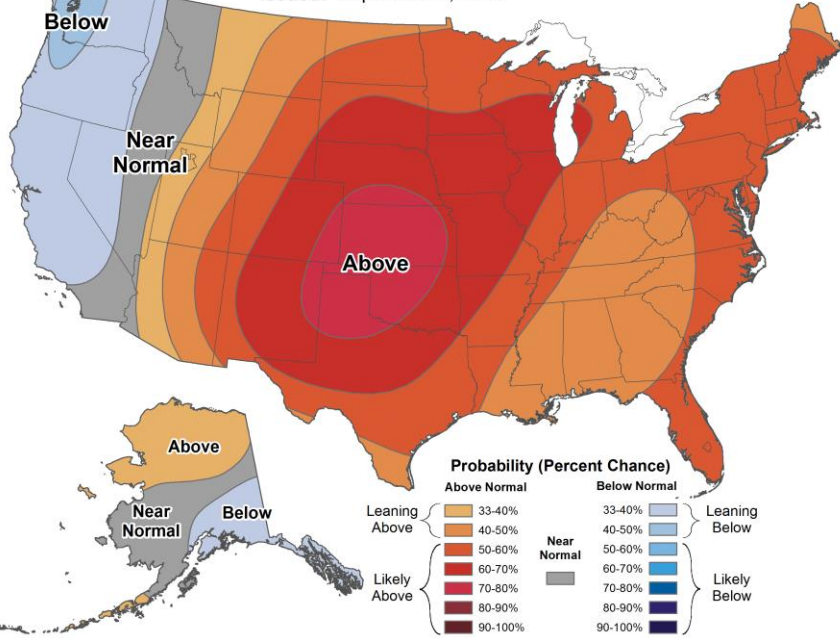 Below
Near
Normal
Above
Above
Near
Normal
Below
Probability (Percent Chance)
Above Normal
Below Normal
Leaning
Above
33-40%
40-50%
Likely
Above
50-60%
60-70%
70-80%
80-90%
90-100%
Near
Normal
33-40%
40-50%
Leaning
Below
50-60%
60-70%
70-80%
80-90%
90-100%
Likely
Below